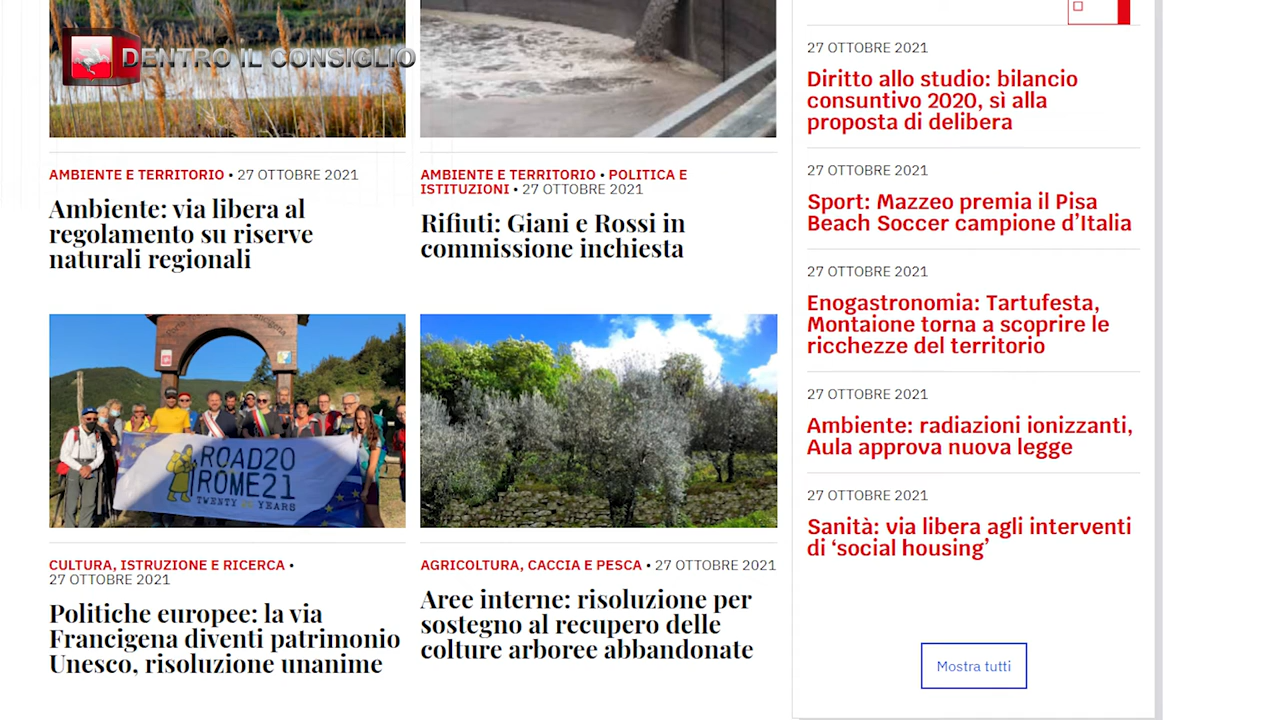 DENTRO IL CONSIGLIO
AMBIENTE E TERRITORIO • 27 OTTOBRE 2021
Ambiente: via libera al
regolamento su riserve
naturali regionali
AMBIENTE E TERRITORIO • POLITICA E
ISTITUZIONI • 27 OTTOBRE 2021
Rifiuti: Giani e Rossi in
commissione inchiesta
ROAD20
ROME21
TWENTY YEARS
CULTURA, ISTRUZIONE E RICERCA •
27 OTTOBRE 2021
Politiche europee: la via
Francigena diventi patrimonio
Unesco, risoluzione unanime
AGRICOLTURA, CACCIA E PESCA • 27 OTTOBRE 2021
Aree interne: risoluzione per
sostegno al recupero delle
colture arboree abbandonate
27 OTTOBRE 2021
Diritto allo studio: bilancio
consuntivo 2020, sì alla
proposta di delibera
27 OTTOBRE 2021
Sport: Mazzeo premia il Pisa
Beach Soccer campione d’Italia
27 OTTOBRE 2021
Enogastronomia: Tartufesta,
Montaione torna a scoprire le
ricchezze del territorio
27 OTTOBRE 2021
Ambiente: radiazioni ionizzanti,
Aula approva nuova legge
27 OTTOBRE 2021
Sanità: via libera agli interventi
di ‘social housing’
Mostra tutti